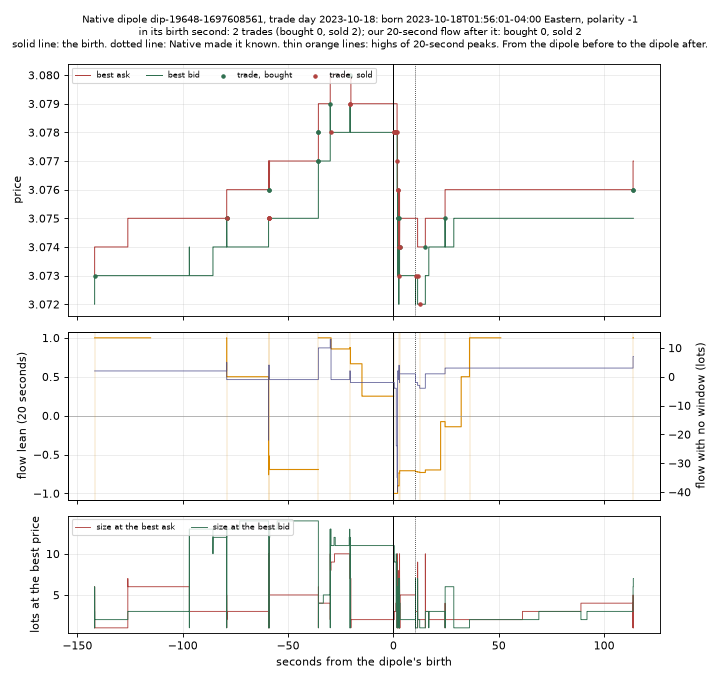 Native dipole dip-19648-1697608561, trade day 2023-10-18: born 2023-10-18T01:56:01-04:00 Eastern, polarity -1
in its birth second: 2 trades (bought 0, sold 2); our 20-second flow after it: bought 0, sold 2
solid line: the birth. dotted line: Native made it known. thin orange lines: highs of 20-second peaks. From the dipole before to the dipole after.
best ask best bid trade, bought trade, sold
3.080
3.079
3.078
3.077
3.076
3.075
3.074
3.073
3.072
price
1.0
0.5
0.0
−0.5
−1.0
flow lean (20 seconds)
10
0
−10
−20
−30
−40
flow with no window (lots)
size at the best ask size at the best bid
10
5
lots at the best price
−150 −100 −50 0 50 100
seconds from the dipole's birth